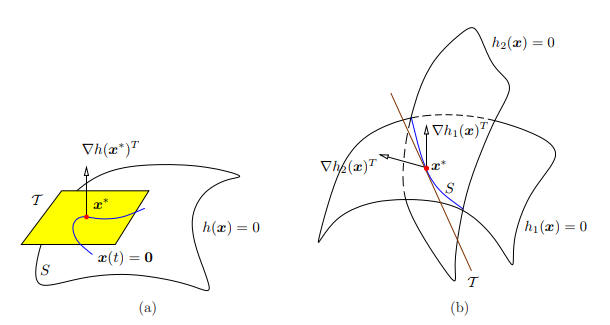 ∇h(𝒙*)ᵀ
𝒯
𝒙*
h(𝒙) = 0
𝒙(t) = 𝟎
S
(a)
h₂(𝒙) = 0
∇h₁(𝒙)ᵀ
∇h₂(𝒙)ᵀ
𝒙*
S
h₁(𝒙) = 0
𝒯
(b)